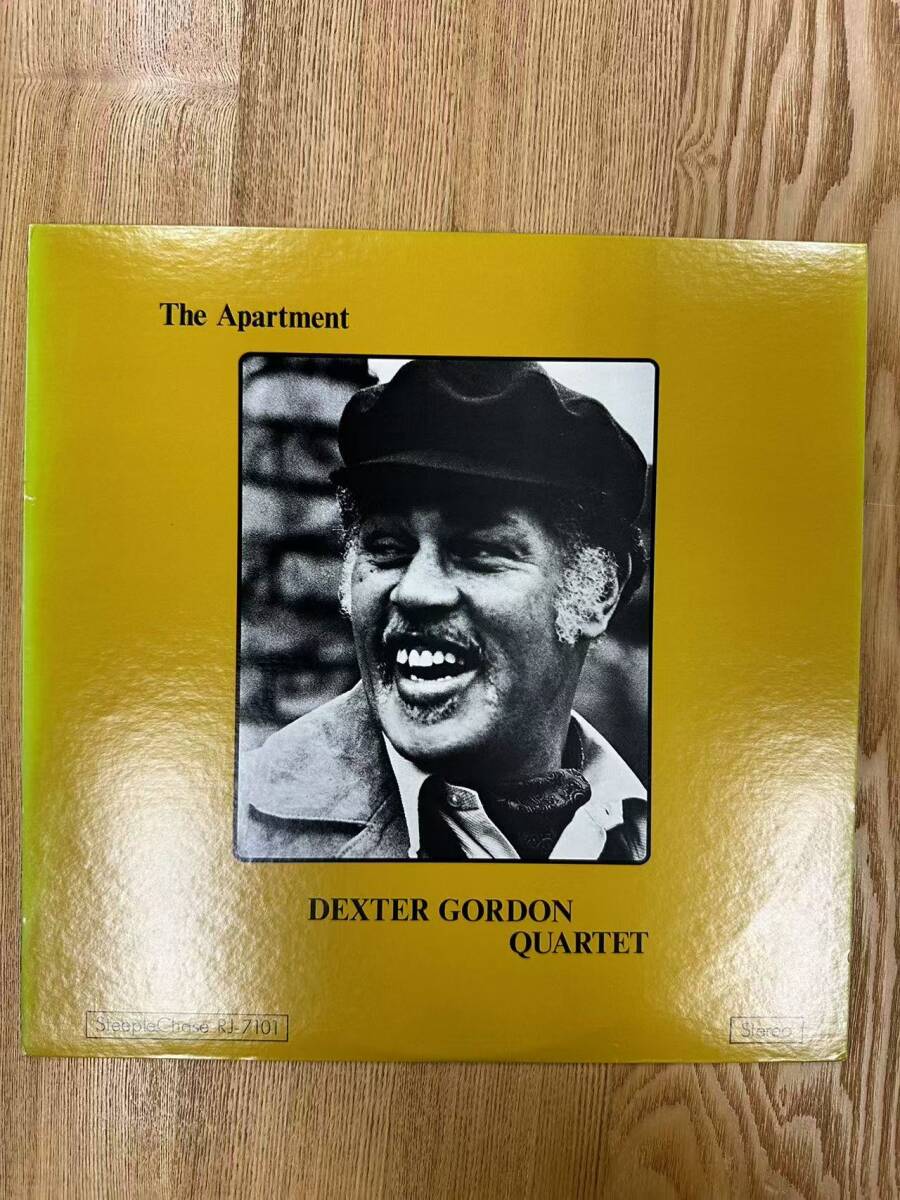 The Apartment
DEXTER GORDON
QUARTET
SteepleChase RJ-7101
Stereo